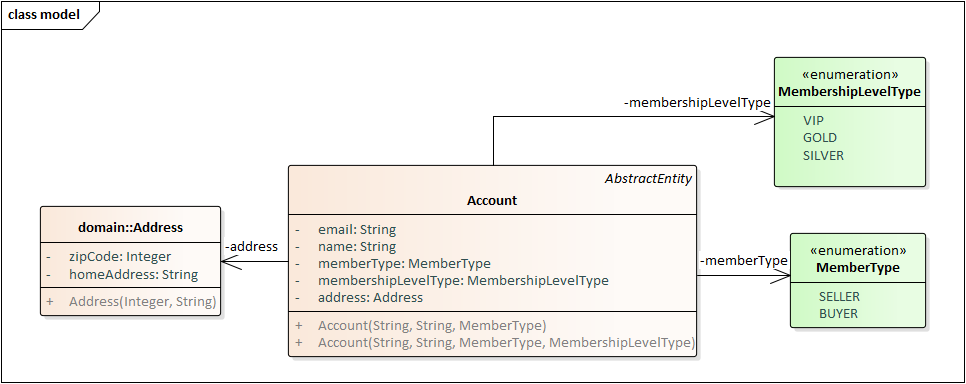 class model
«enumeration»
MembershipLevelType
VIP
GOLD
SILVER
-membershipLevelType
AbstractEntity
Account
- email: String
- name: String
- memberType: MemberType
- membershipLevelType: MembershipLevelType
- address: Address
+ Account(String, String, MemberType)
+ Account(String, String, MemberType, MembershipLevelType)
domain::Address
- zipCode: Integer
- homeAddress: String
+ Address(Integer, String)
-address
-memberType
«enumeration»
MemberType
SELLER
BUYER